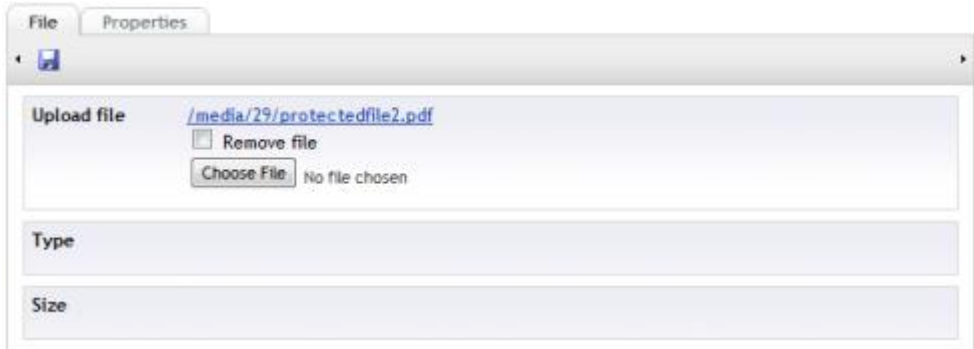 File Properties
Upload file /media/29/protectedfile2.pdf
Remove file
Choose File No file chosen
Type
Size